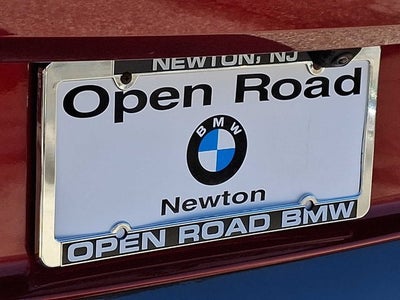 NEWTON, NJ
Open Road
BMW
Newton
OPEN ROAD BMW